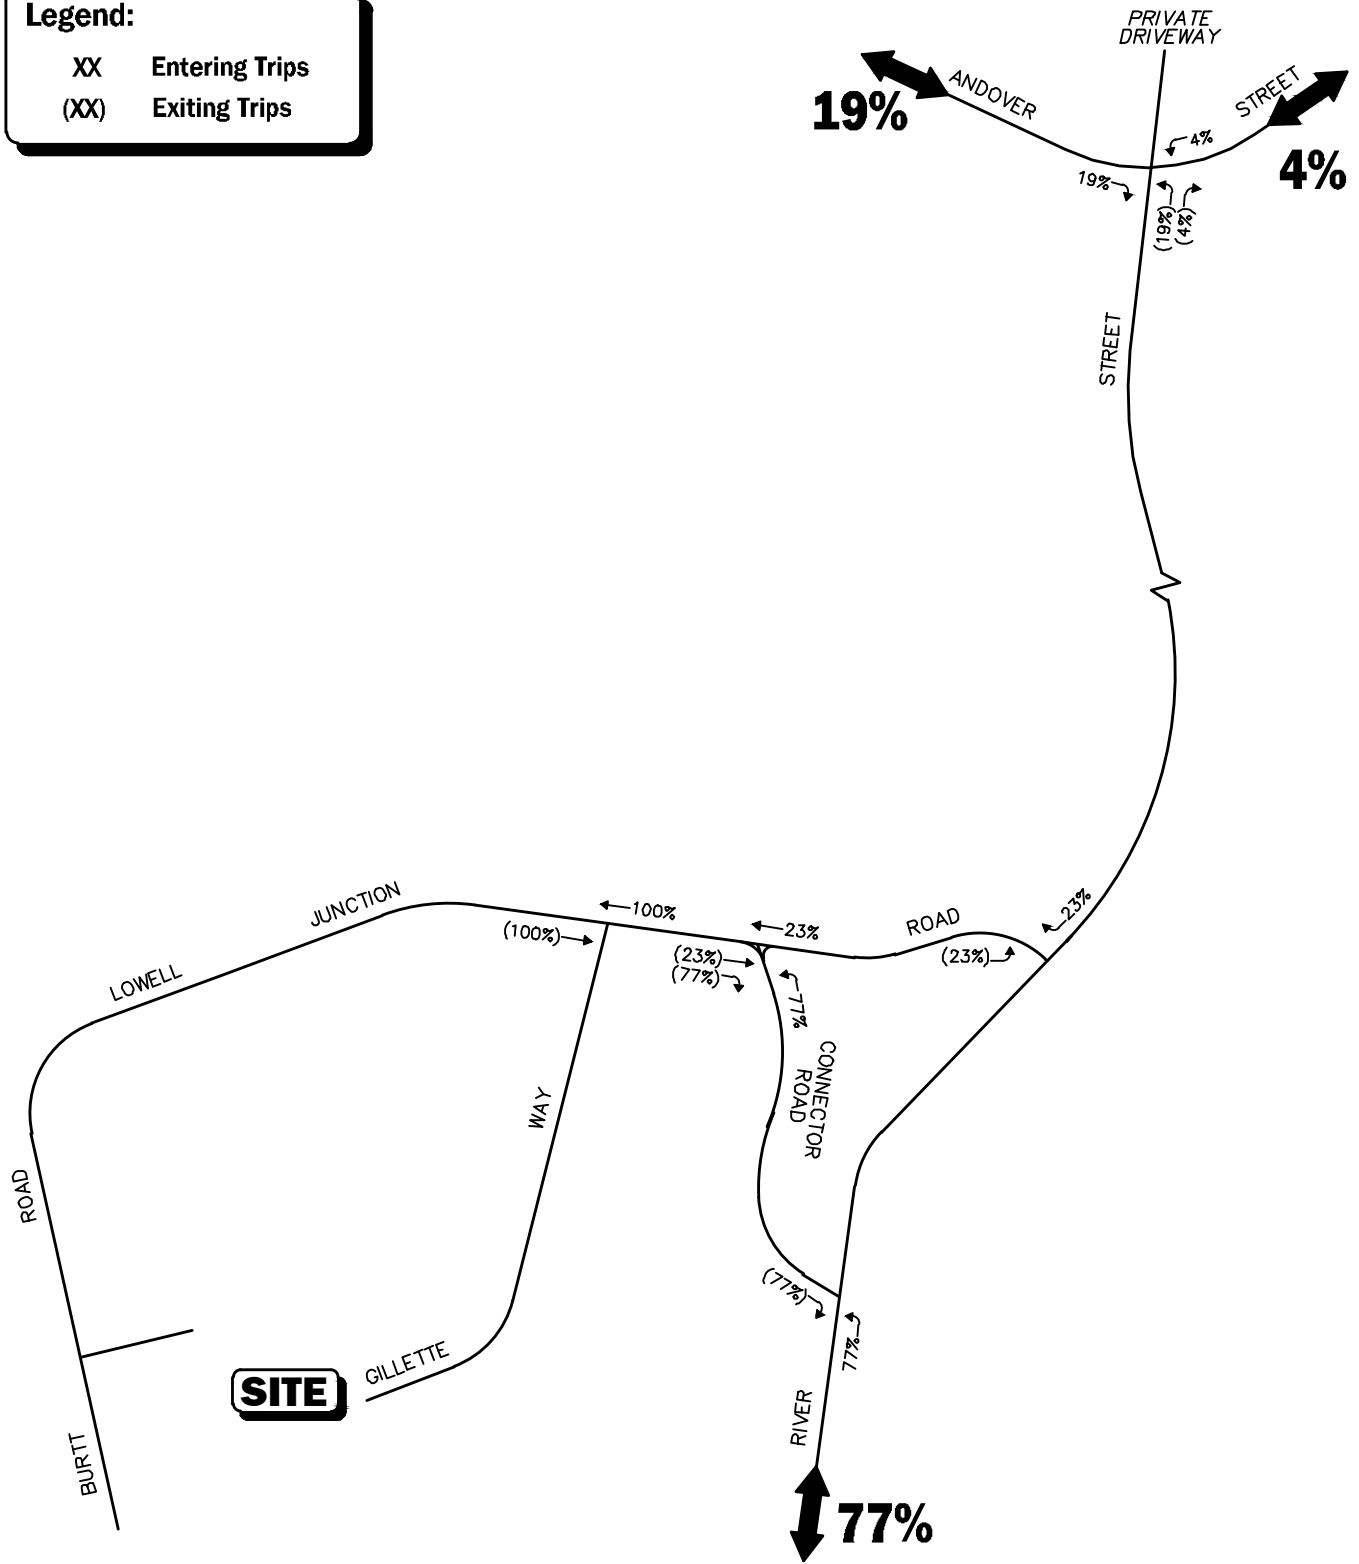 Legend:
XX Entering Trips
(XX) Exiting Trips
PRIVATE
DRIVEWAY
ANDOVER
STREET
19%
4%
4%
19%
(19%)
(4%)
STREET
23%
JUNCTION
100%
23%
ROAD
(100%)
(23%)
(77%)
(23%)
LOWELL
77%
CONNECTOR
ROAD
WAY
ROAD
(77%)
77%
GILLETTE
SITE
RIVER
BURTT
77%